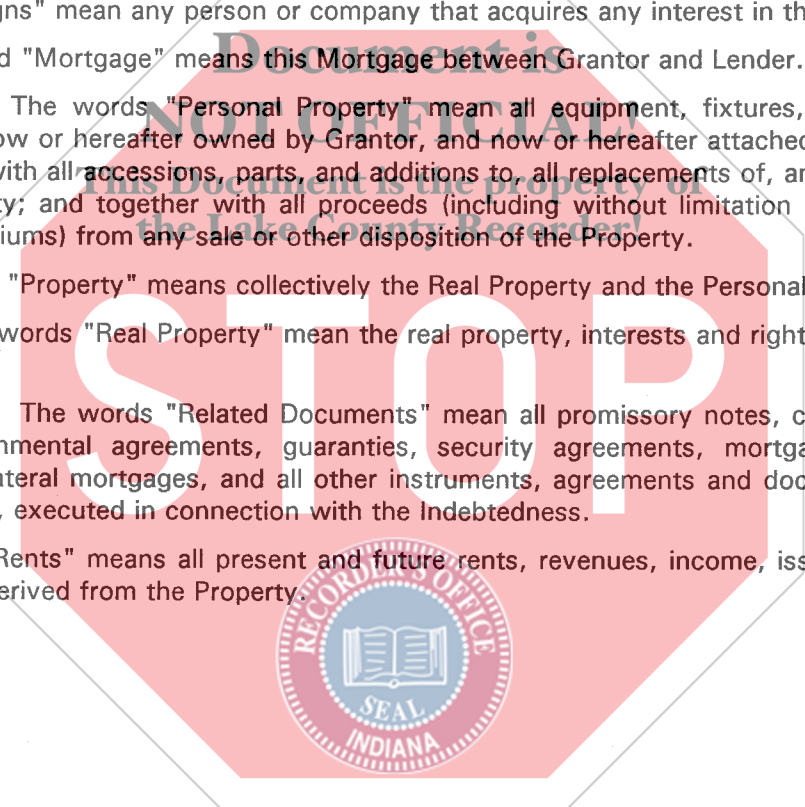 gns" mean any person or company that acquires any interest in th
d "Mortgage" means this Mortgage between Grantor and Lender.
Document is
The words "Personal Property" mean all equipment, fixtures,
NOT OFFICIAL!
ow or hereafter owned by Grantor, and now or hereafter attached
with all accessions, parts, and additions to, all replacements of, an
This Document is the property of
ty; and together with all proceeds (including without limitation
the Lake County Recorder!
iums) from any sale or other disposition of the Property.
"Property" means collectively the Real Property and the Personal
words "Real Property" mean the real property, interests and right
STOP
The words "Related Documents" mean all promissory notes, c
nmental agreements, guaranties, security agreements, mortga
ateral mortgages, and all other instruments, agreements and doc
, executed in connection with the Indebtedness.
Rents" means all present and future rents, revenues, income, iss
erived from the Property.
RECORDER'S OFFICE
SEAL
INDIANA